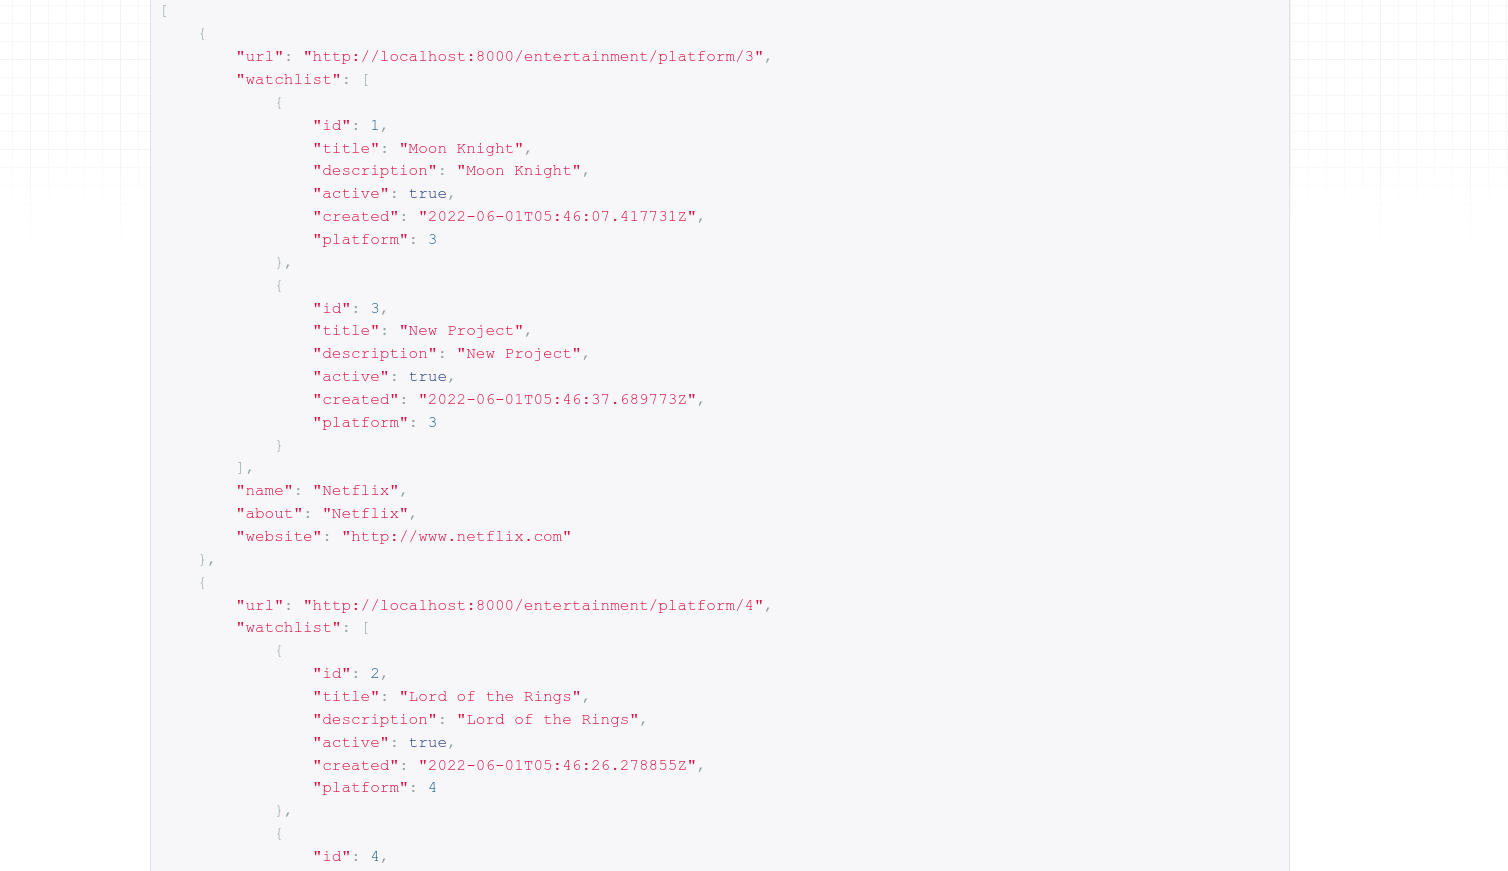 [
    {
        "url": "http://localhost:8000/entertainment/platform/3",
        "watchlist": [
            {
                "id": 1,
                "title": "Moon Knight",
                "description": "Moon Knight",
                "active": true,
                "created": "2022-06-01T05:46:07.417731Z",
                "platform": 3
            },
            {
                "id": 3,
                "title": "New Project",
                "description": "New Project",
                "active": true,
                "created": "2022-06-01T05:46:37.689773Z",
                "platform": 3
            }
        ],
        "name": "Netflix",
        "about": "Netflix",
        "website": "http://www.netflix.com"
    },
    {
        "url": "http://localhost:8000/entertainment/platform/4",
        "watchlist": [
            {
                "id": 2,
                "title": "Lord of the Rings",
                "description": "Lord of the Rings",
                "active": true,
                "created": "2022-06-01T05:46:26.278855Z",
                "platform": 4
            },
            {
                "id": 4,